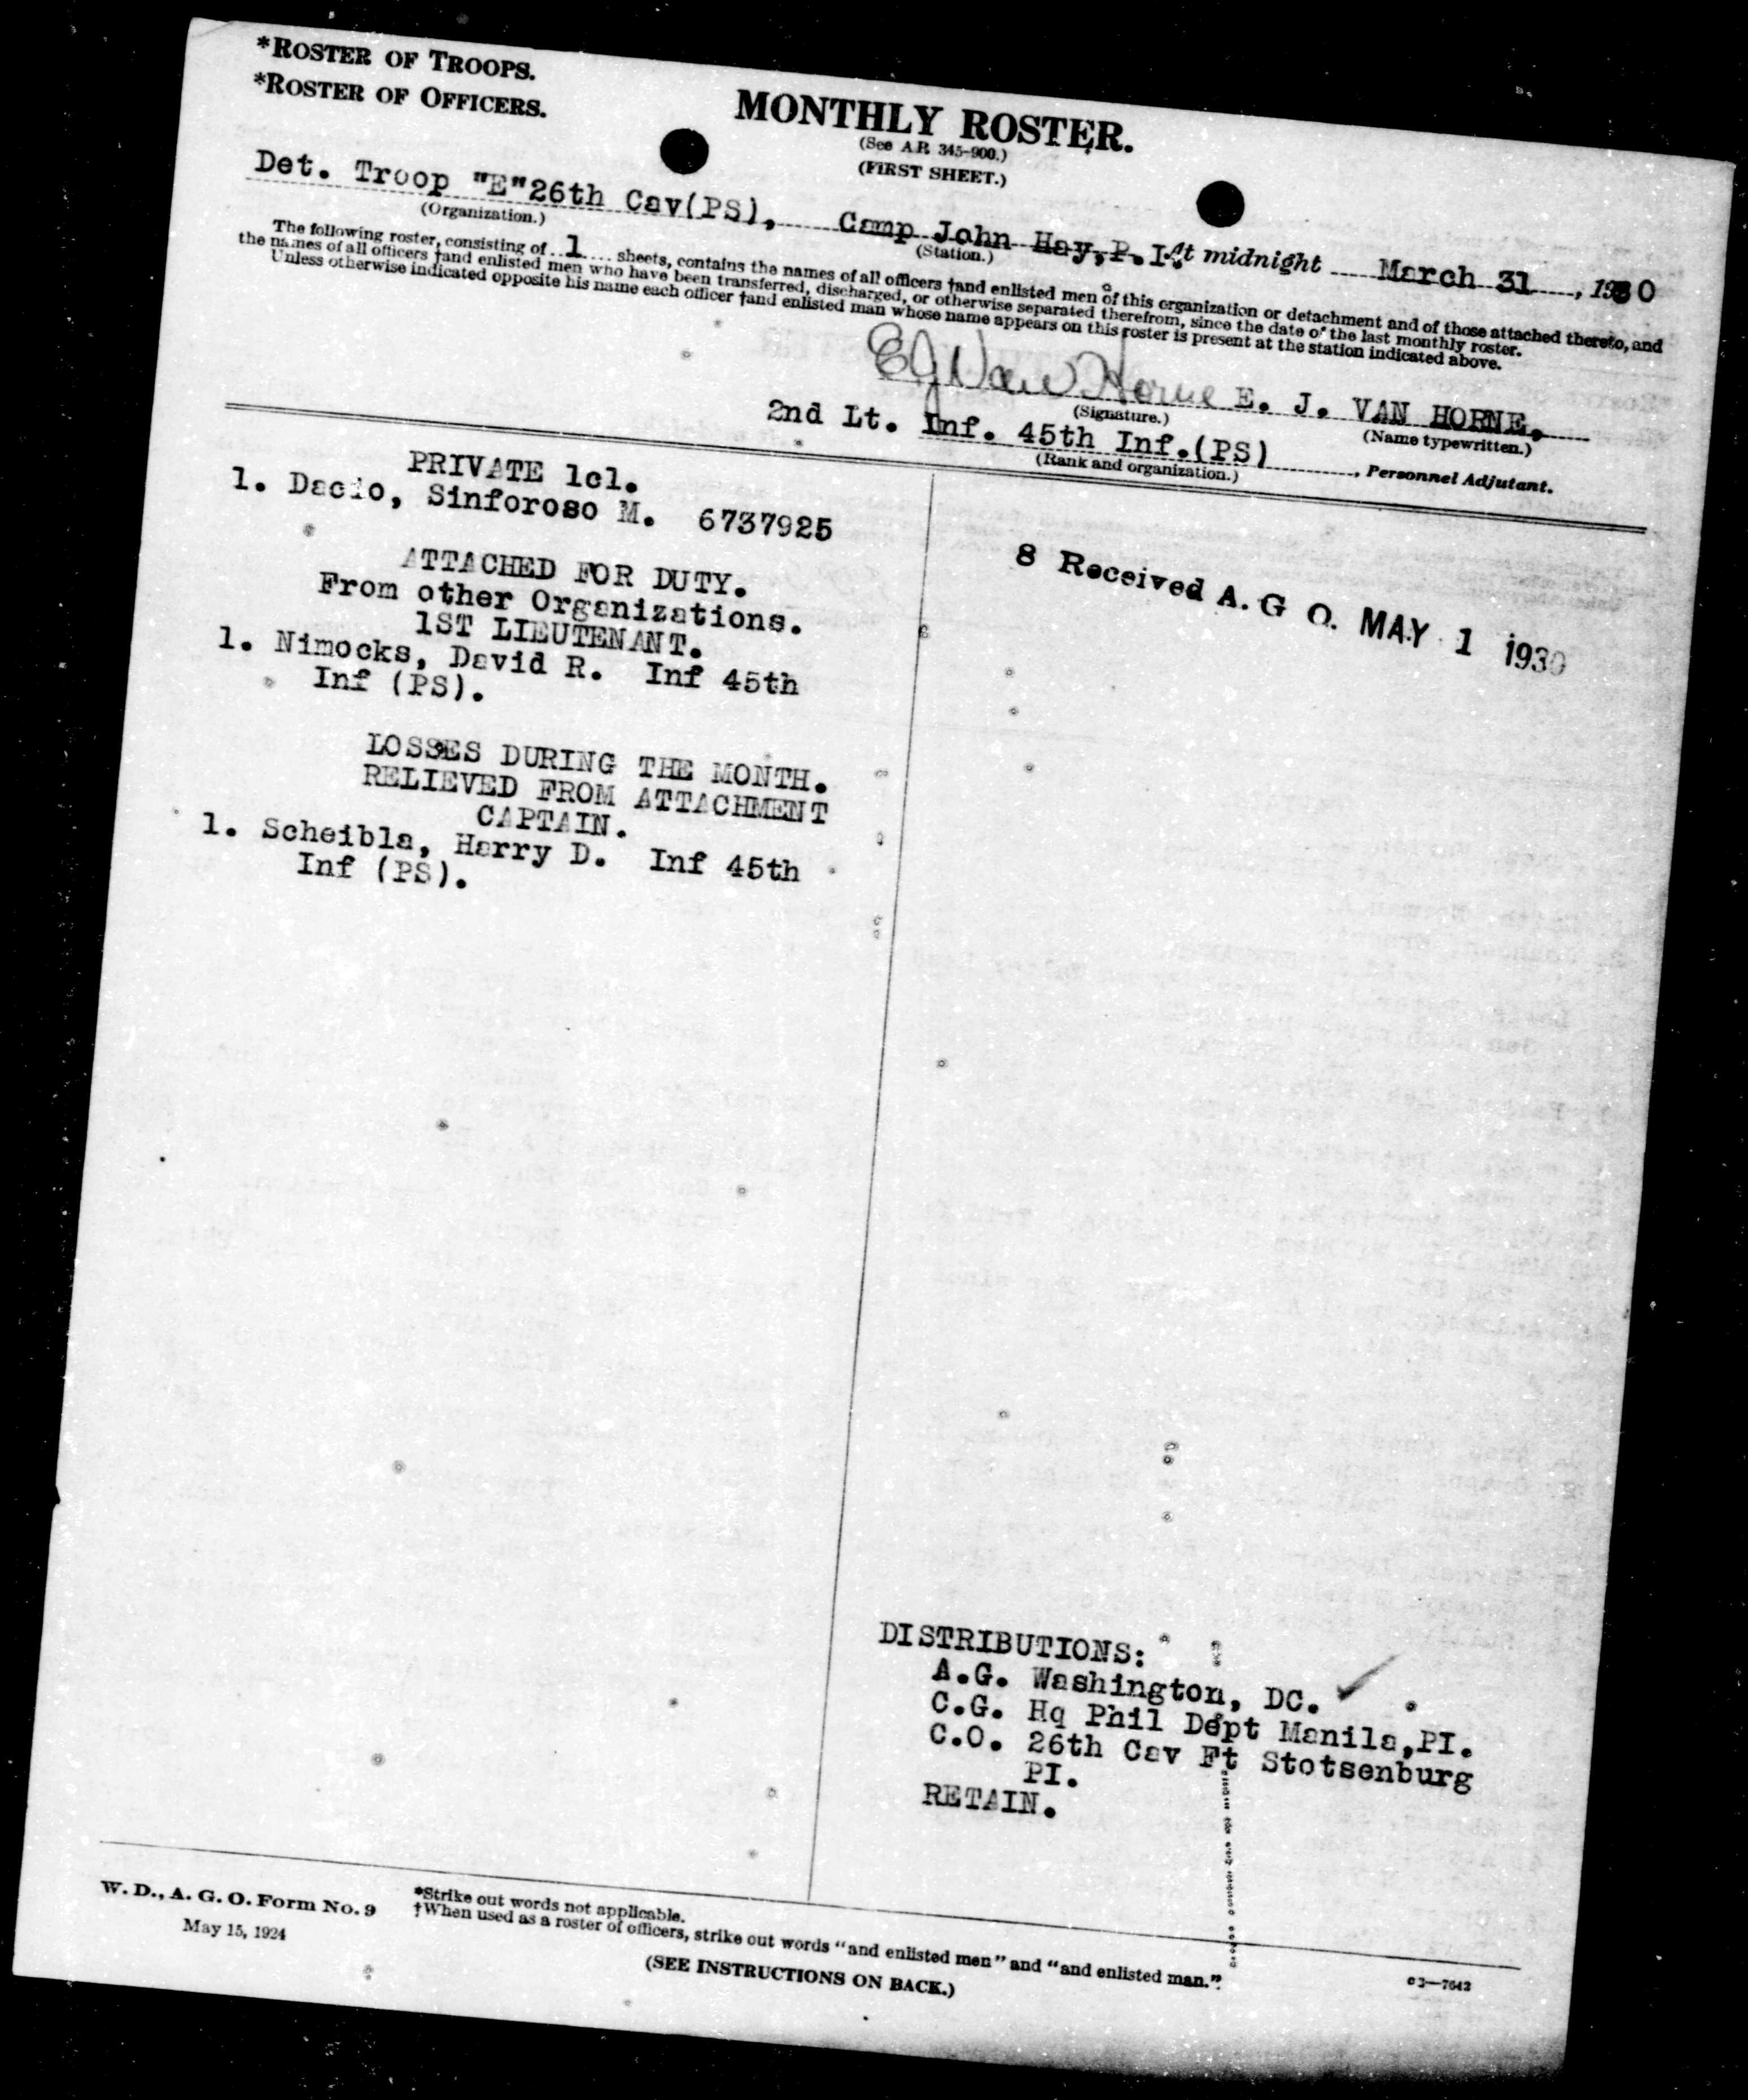 *ROSTER OF TROOPS.
*ROSTER OF OFFICERS.
MONTHLY ROSTER.
(See A.R. 345-900.)
(FIRST SHEET.)
Det. Troop "E" 26th Cav(PS), Camp John Hay, P.I. At midnight March 31, 1930
(Organization.) (Station.)
The following roster, consisting of 1 sheets, contains the names of all officers †and enlisted men of this organization or detachment and of those attached thereto, and
the names of all officers †and enlisted men who have been transferred, discharged, or otherwise separated therefrom, since the date of the last monthly roster.
Unless otherwise indicated opposite his name each officer †and enlisted man whose name appears on this roster is present at the station indicated above.
E J Van Horne E. J. VAN HORNE,
(Signature.) (Name typewritten.)
2nd Lt. Inf. 45th Inf.(PS), Personnel Adjutant.
(Rank and organization.)
PRIVATE 1cl.
1. Dacio, Sinforoso M. 6737925
ATTACHED FOR DUTY.
From other Organizations.
1ST LIEUTENANT.
1. Nimocks, David R. Inf 45th
Inf (PS).
LOSSES DURING THE MONTH.
RELIEVED FROM ATTACHMENT
CAPTAIN.
1. Scheibla, Harry D. Inf 45th
Inf (PS).
8 Received A. G O. MAY 1 1930
DISTRIBUTIONS:
A.G. Washington, DC. ✓
C.G. Hq Phil Dept Manila,PI.
C.O. 26th Cav Ft Stotsenburg
PI.
RETAIN.
W. D., A. G. O. Form No. 9
May 15, 1924
*Strike out words not applicable.
†When used as a roster of officers, strike out words "and enlisted men" and "and enlisted man."
(SEE INSTRUCTIONS ON BACK.)